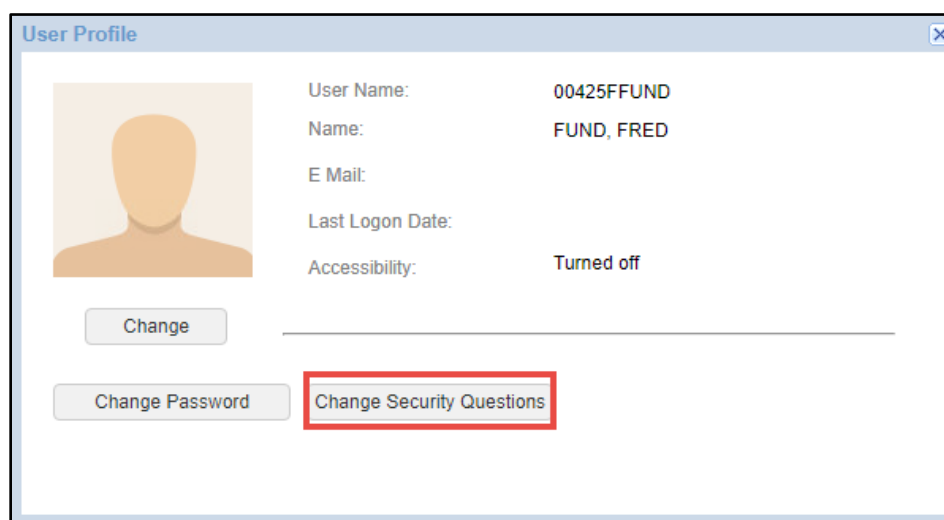 User Profile
User Name: 00425FFUND
Name: FUND, FRED
E Mail:
Last Logon Date:
Accessibility: Turned off
Change
Change Password Change Security Questions